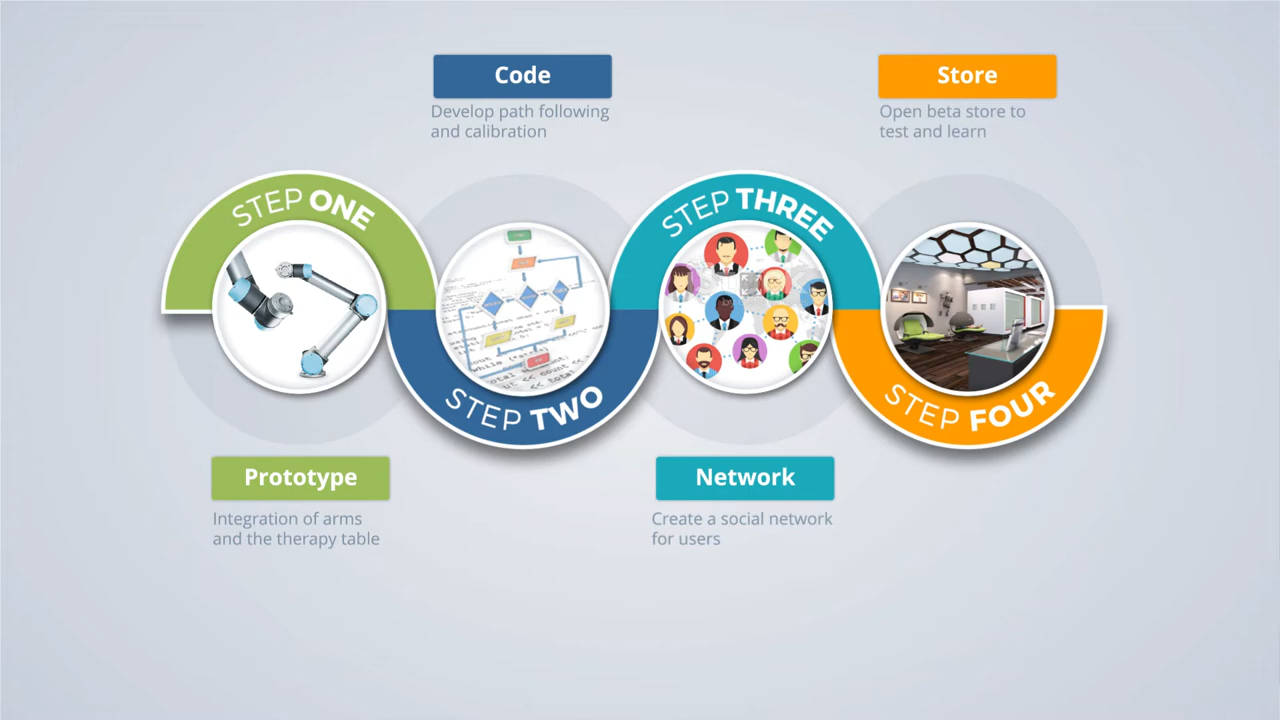 Code
Develop path following
and calibration
Store
Open beta store to
test and learn
STEP ONE
STEP TWO
STEP THREE
STEP FOUR
Prototype
Integration of arms
and the therapy table
Network
Create a social network
for users